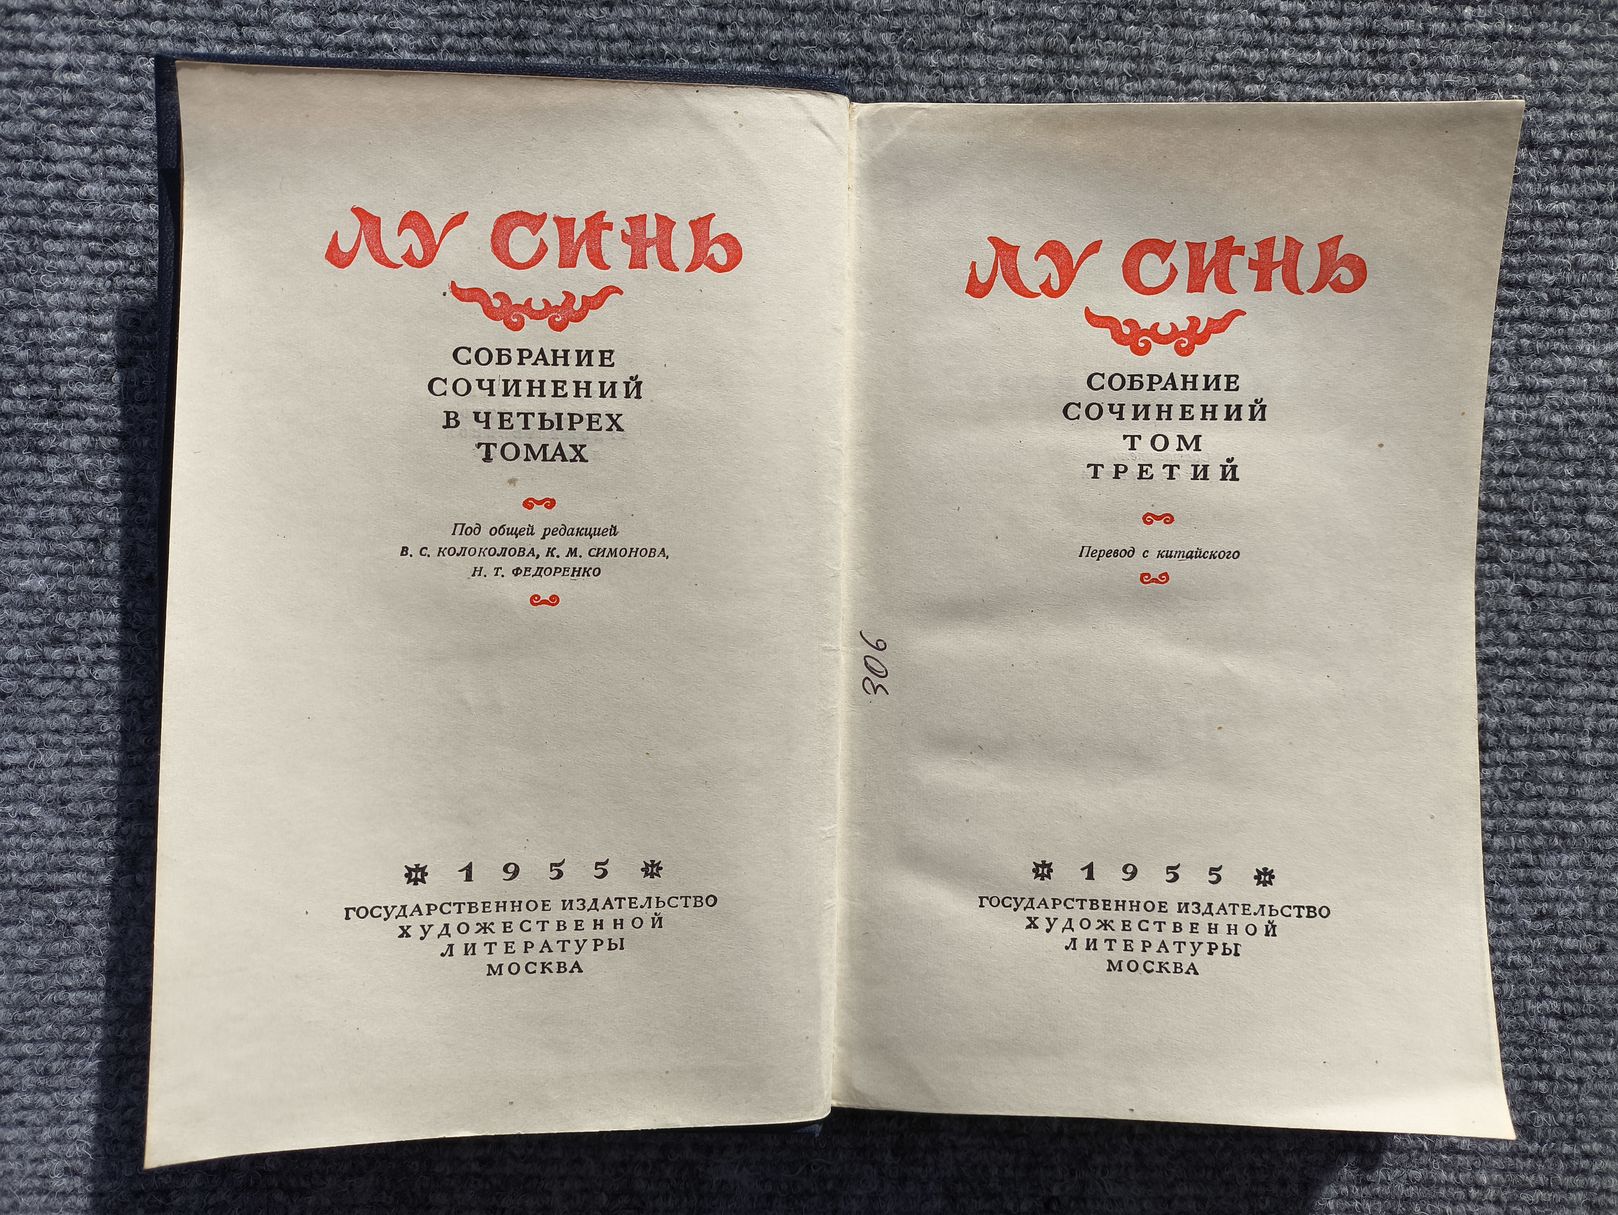 ЛУ СИНЬ
СОБРАНИЕ
СОЧИНЕНИЙ
В ЧЕТЫРЕХ
ТОМАХ
Под общей редакцией
В. С. КОЛОКОЛОВА, К. М. СИМОНОВА,
Н. Т. ФЕДОРЕНКО
1955
ГОСУДАРСТВЕННОЕ ИЗДАТЕЛЬСТВО
ХУДОЖЕСТВЕННОЙ
ЛИТЕРАТУРЫ
МОСКВА
ЛУ СИНЬ
СОБРАНИЕ
СОЧИНЕНИЙ
ТОМ
ТРЕТИЙ
Перевод с китайского
306
1955
ГОСУДАРСТВЕННОЕ ИЗДАТЕЛЬСТВО
ХУДОЖЕСТВЕННОЙ
ЛИТЕРАТУРЫ
МОСКВА